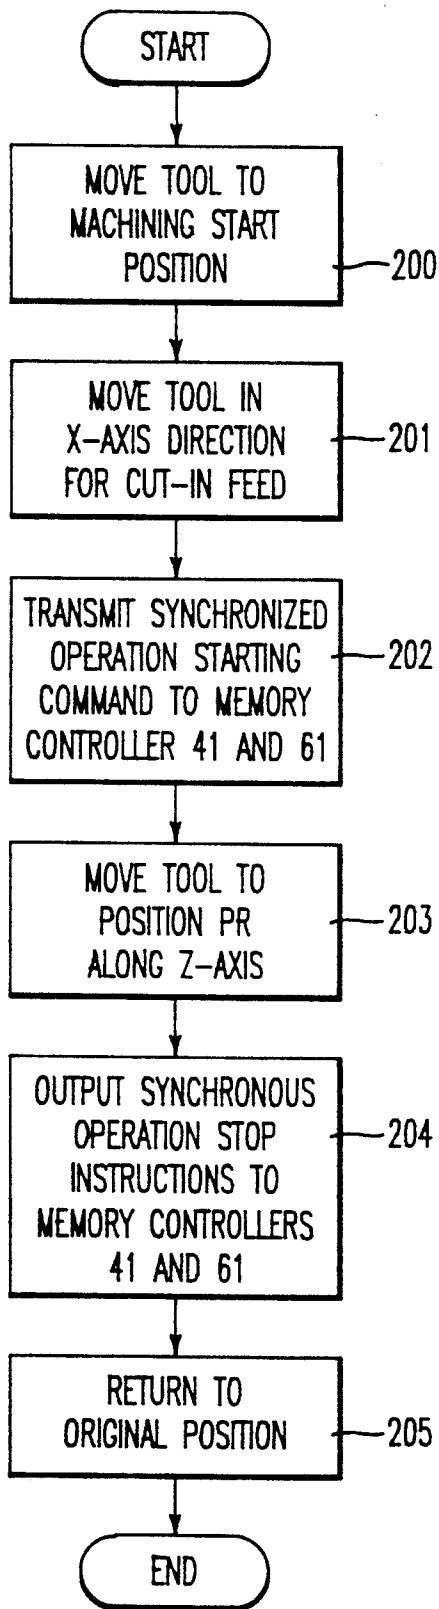 START
MOVE TOOL TO
MACHINING START
POSITION
200
MOVE TOOL IN
X-AXIS DIRECTION
FOR CUT-IN FEED
201
TRANSMIT SYNCHRONIZED
OPERATION STARTING
COMMAND TO MEMORY
CONTROLLER 41 AND 61
202
MOVE TOOL TO
POSITION PR
ALONG Z-AXIS
203
OUTPUT SYNCHRONOUS
OPERATION STOP
INSTRUCTIONS TO
MEMORY CONTROLLERS
41 AND 61
204
RETURN TO
ORIGINAL POSITION
205
END